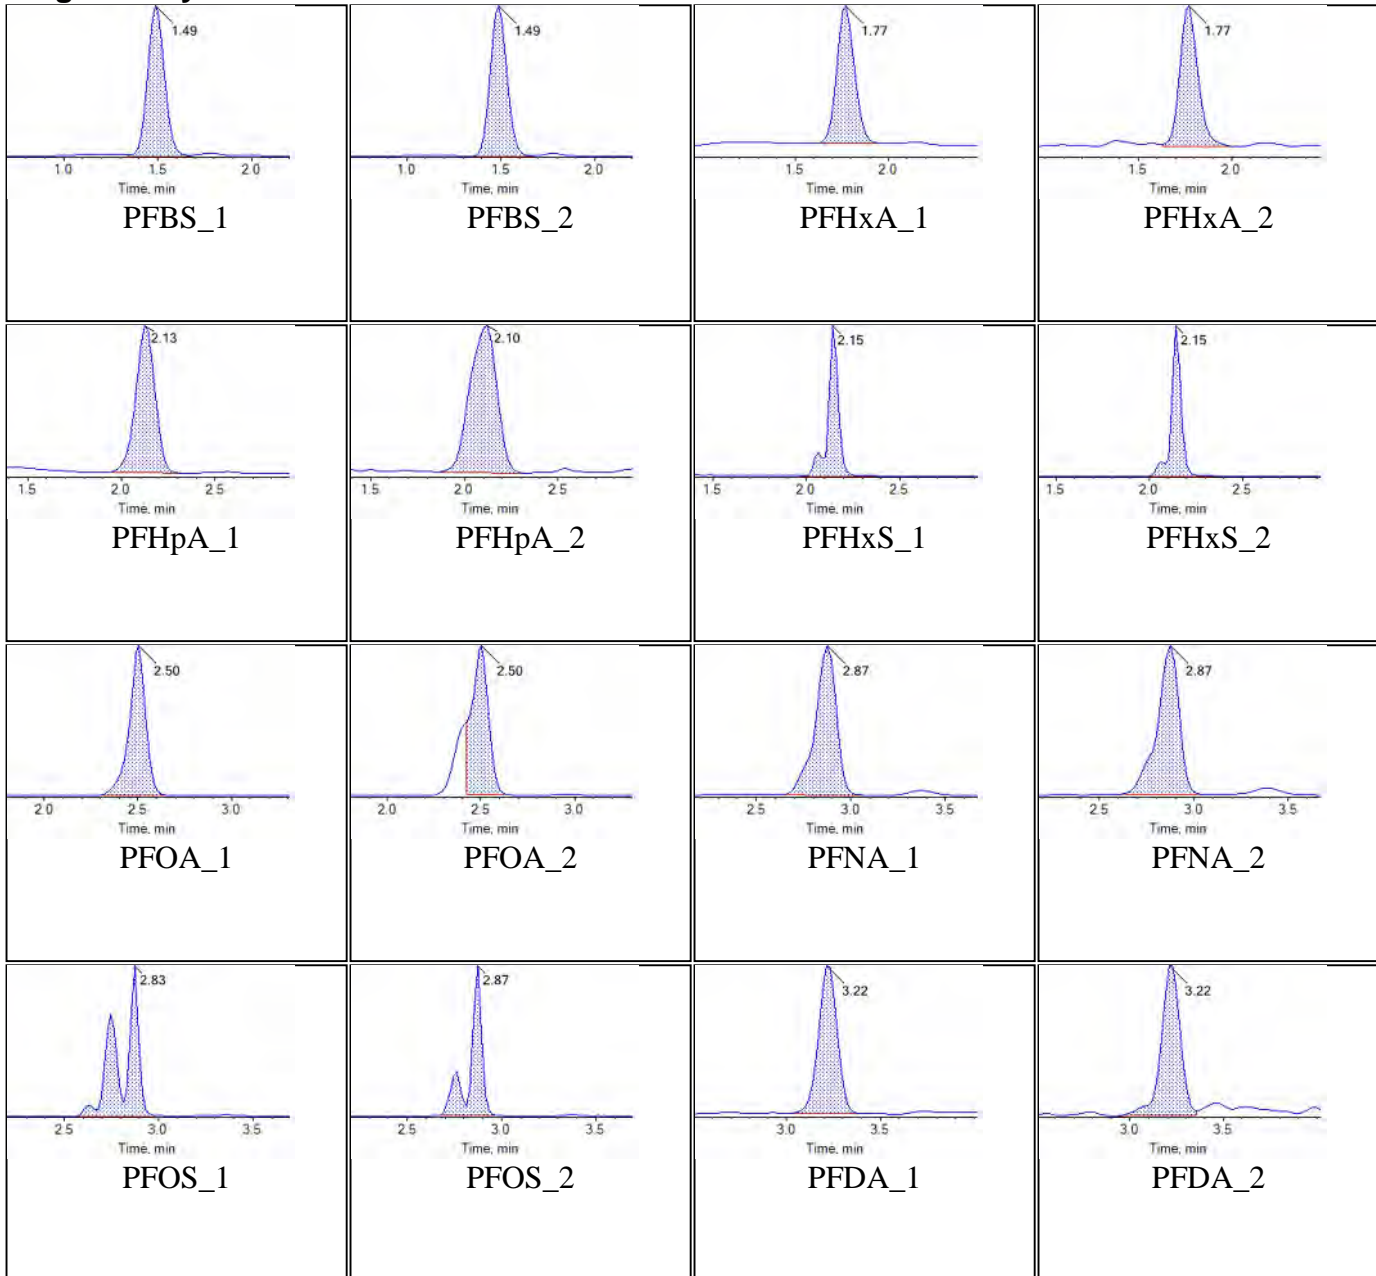 1.49 1.49 1.77 1.77
1.0 1.5 2.0 1.0 1.5 2.0 1.5 2.0 1.5 2.0
Time, min Time, min Time, min Time, min
PFBS_1 PFBS_2 PFHxA_1 PFHxA_2
2.13 2.10 2.15 2.15
1.5 2.0 2.5 1.5 2.0 2.5 1.5 2.0 2.5 1.5 2.0 2.5
Time, min Time, min Time, min Time, min
PFHpA_1 PFHpA_2 PFHxS_1 PFHxS_2
2.50 2.50 2.87 2.87
2.0 2.5 3.0 2.0 2.5 3.0 2.5 3.0 3.5 2.5 3.0 3.5
Time, min Time, min Time, min Time, min
PFOA_1 PFOA_2 PFNA_1 PFNA_2
2.83 2.87 3.22 3.22
2.5 3.0 3.5 2.5 3.0 3.5 3.0 3.5 3.0 3.5
Time, min Time, min Time, min Time, min
PFOS_1 PFOS_2 PFDA_1 PFDA_2